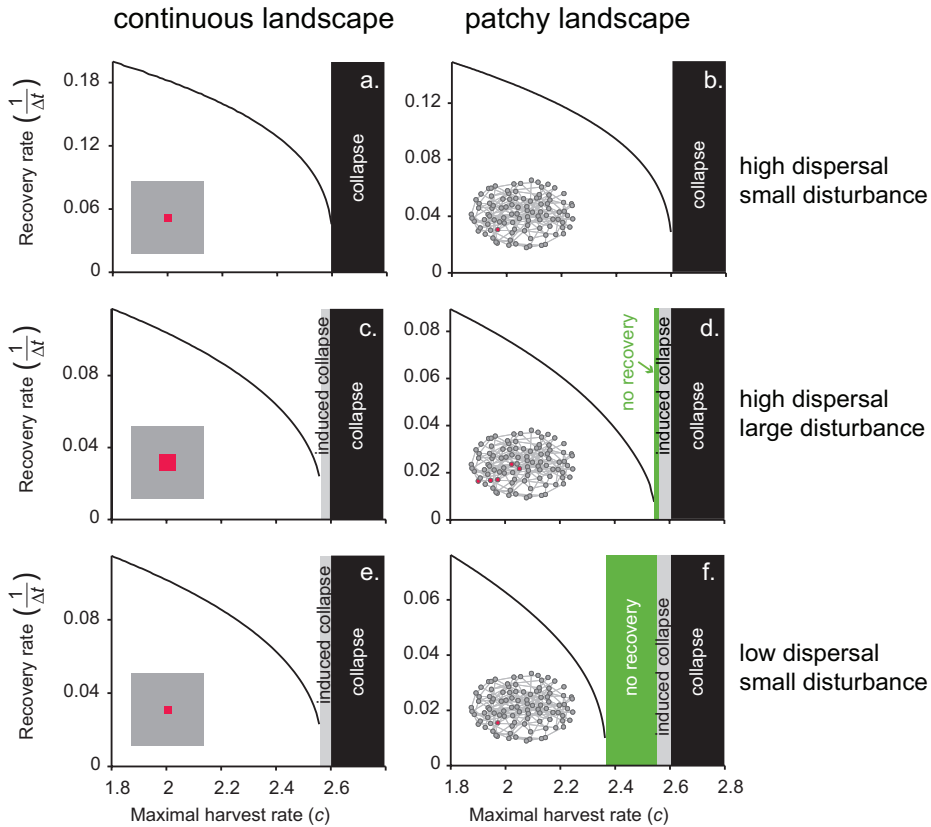 continuous landscape
patchy landscape
Recovery rate (1/Δt)
0.18
0.12
0.06
0
a.
collapse
0.12
0.08
0.04
0
b.
collapse
high dispersal
small disturbance
Recovery rate (1/Δt)
0.08
0.04
0
c.
induced collapse
collapse
0.08
0.06
0.04
0.02
0
d.
no recovery
induced collapse
collapse
high dispersal
large disturbance
Recovery rate (1/Δt)
0.08
0.04
0
e.
induced collapse
collapse
0.06
0.04
0.02
0
f.
no recovery
induced collapse
collapse
low dispersal
small disturbance
1.8 2 2.2 2.4 2.6
1.8 2 2.2 2.4 2.6 2.8
Maximal harvest rate (c)
Maximal harvest rate (c)